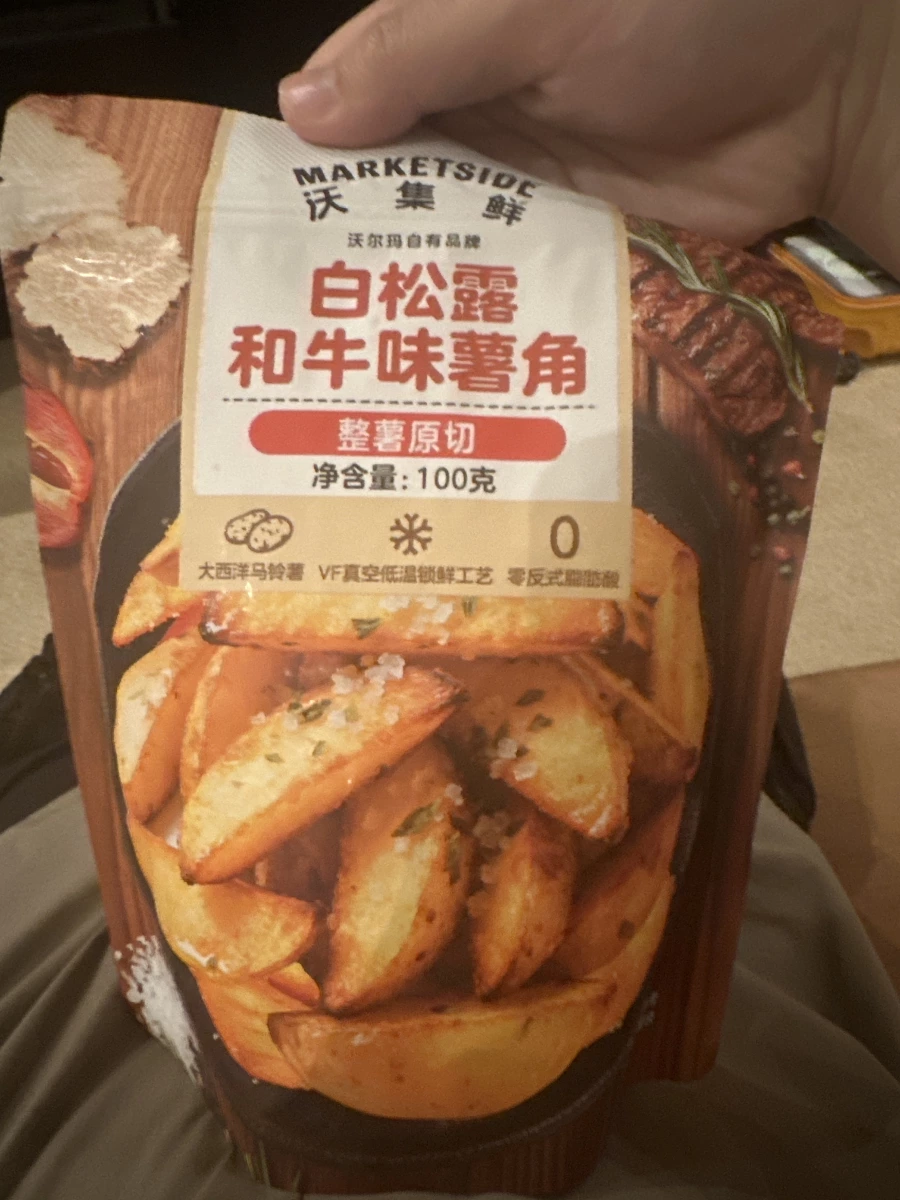 MARKETSIDE
沃集鲜
沃尔玛自有品牌
白松露
和牛味薯角
整薯原切
净含量:100克
0
大西洋马铃薯 VF真空低温锁鲜工艺 零反式脂肪酸